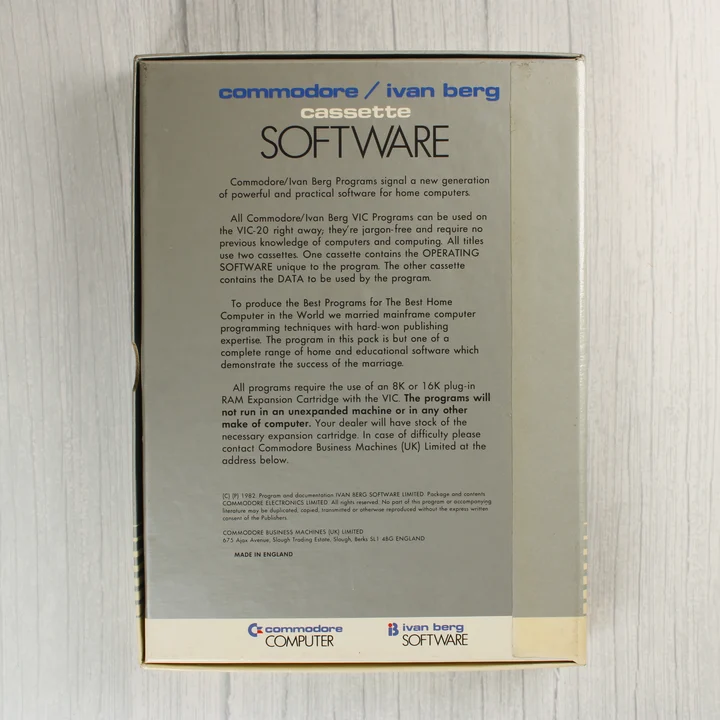 commodore / ivan berg
cassette
SOFTWARE
Commodore/Ivan Berg Programs signal a new generation
of powerful and practical software for home computers.
All Commodore/Ivan Berg VIC Programs can be used on
the VIC-20 right away; they're jargon-free and require no
previous knowledge of computers and computing. All titles
use two cassettes. One cassette contains the OPERATING
SOFTWARE unique to the program. The other cassette
contains the DATA to be used by the program.
To produce the Best Programs for The Best Home
Computer in the World we married mainframe computer
programming techniques with hard-won publishing
expertise. The program in this pack is but one of a
complete range of home and educational software which
demonstrate the success of the marriage.
All programs require the use of an 8K or 16K plug-in
RAM Expansion Cartridge with the VIC. The programs will
not run in an unexpanded machine or in any other
make of computer. Your dealer will have stock of the
necessary expansion cartridge. In case of difficulty please
contact Commodore Business Machines (UK) Limited at the
address below.
(C) (P) 1982. Program and documentation IVAN BERG SOFTWARE LIMITED. Package and contents
COMMODORE ELECTRONICS LIMITED. All rights reserved. No part of this program or accompanying
literature may be duplicated, copied, transmitted or otherwise reproduced without the express written
consent of the Publishers.
COMMODORE BUSINESS MACHINES (UK) LIMITED
675 Ajax Avenue, Slough Trading Estate, Slough, Berks SL1 4BG ENGLAND
MADE IN ENGLAND
commodore
COMPUTER
ib ivan berg
SOFTWARE